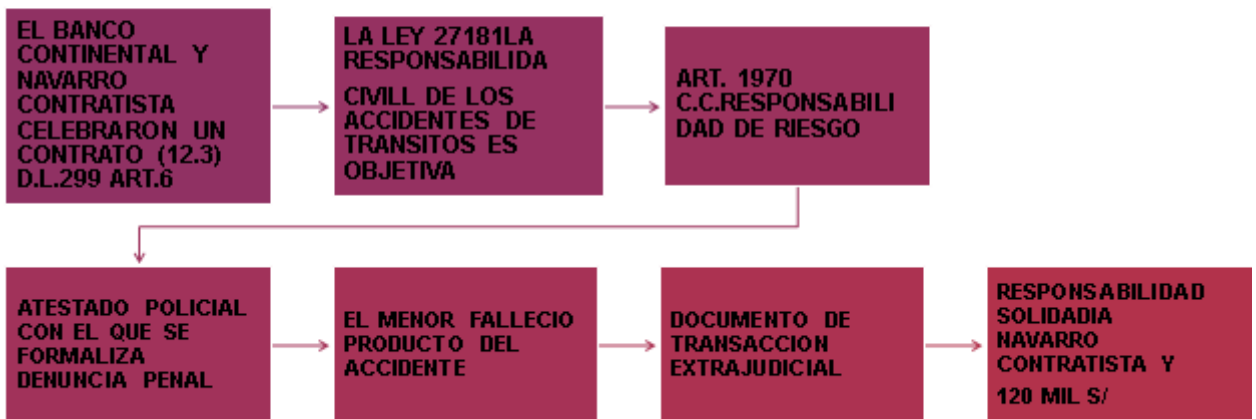 EL BANCO
CONTINENTAL Y
NAVARRO
CONTRATISTA
CELEBRARON UN
CONTRATO (12.3)
D.L.299 ART.6
LA LEY 27181LA
RESPONSABILIDA
CIVILL DE LOS
ACCIDENTES DE
TRANSITOS ES
OBJETIVA
ART. 1970
C.C.RESPONSABILI
DAD DE RIESGO
ATESTADO POLICIAL
CON EL QUE SE
FORMALIZA
DENUNCIA PENAL
EL MENOR FALLECIO
PRODUCTO DEL
ACCIDENTE
DOCUMENTO DE
TRANSACCION
EXTRAJUDICIAL
RESPONSABILIDAD
SOLIDADIA
NAVARRO
CONTRATISTA Y
120 MIL S/